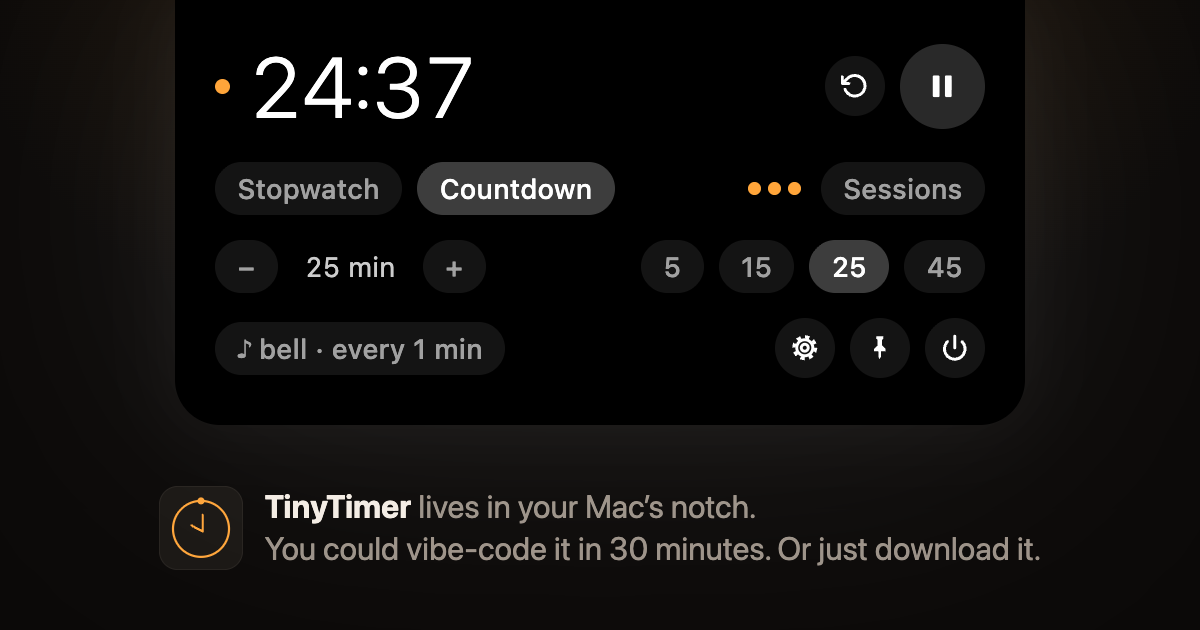 24:37
Stopwatch Countdown Sessions
– 25 min + 5 15 25 45
♪ bell · every 1 min
TinyTimer lives in your Mac’s notch.
You could vibe-code it in 30 minutes. Or just download it.